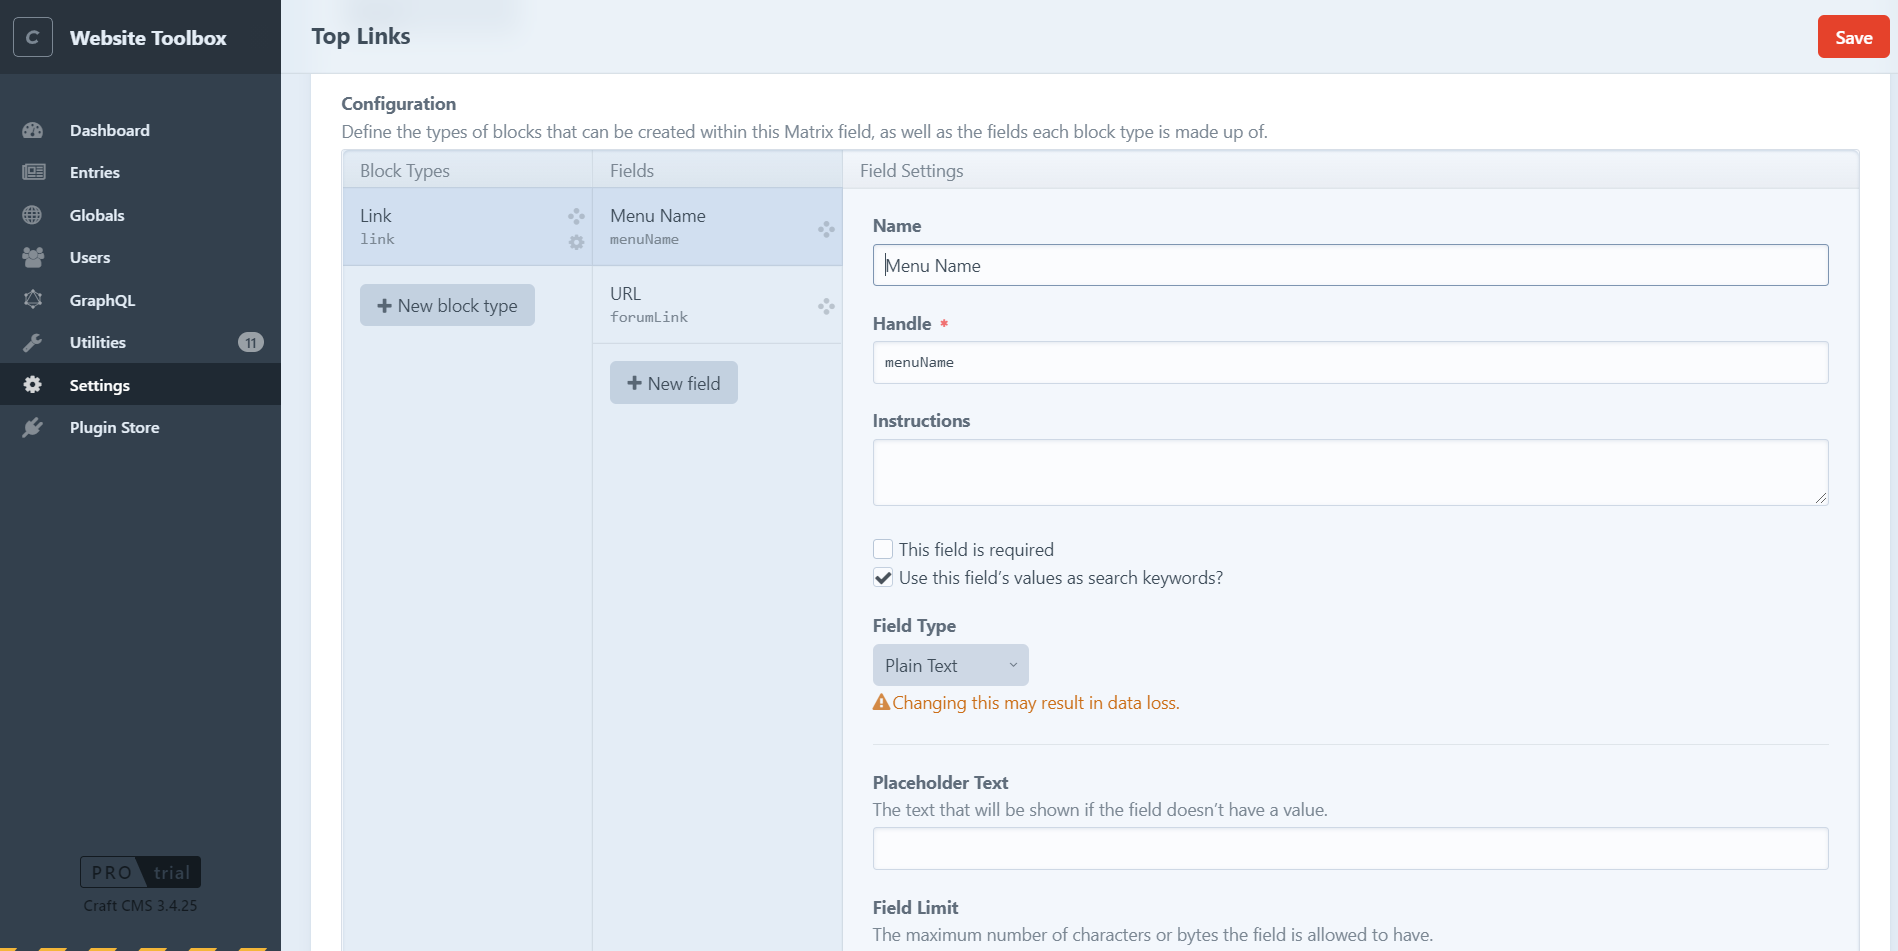 C
Website Toolbox
Top Links
Save
Dashboard
Entries
Globals
Users
GraphQL
Utilities 11
Settings
Plugin Store
PRO trial
Craft CMS 3.4.25
Configuration
Define the types of blocks that can be created within this Matrix field, as well as the fields each block type is made up of.
Block Types
Link
link
+ New block type
Fields
Menu Name
menuName
URL
forumLink
+ New field
Field Settings
Name
Menu Name
Handle *
menuName
Instructions
This field is required
Use this field’s values as search keywords?
Field Type
Plain Text
Changing this may result in data loss.
Placeholder Text
The text that will be shown if the field doesn’t have a value.
Field Limit
The maximum number of characters or bytes the field is allowed to have.